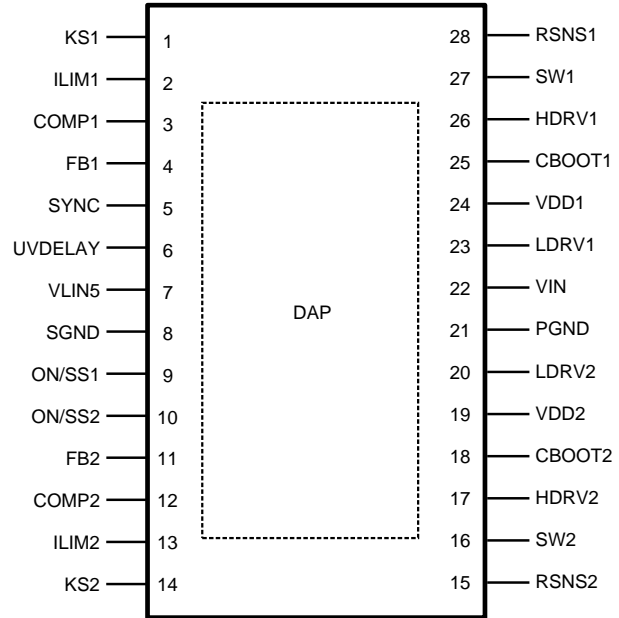 KS1 1 28 RSNS1
ILIM1 2 27 SW1
COMP1 3 26 HDRV1
FB1 4 25 CBOOT1
SYNC 5 24 VDD1
UVDELAY 6 23 LDRV1
VLIN5 7 22 VIN
DAP
SGND 8 21 PGND
ON/SS1 9 20 LDRV2
ON/SS2 10 19 VDD2
FB2 11 18 CBOOT2
COMP2 12 17 HDRV2
ILIM2 13 16 SW2
KS2 14 15 RSNS2